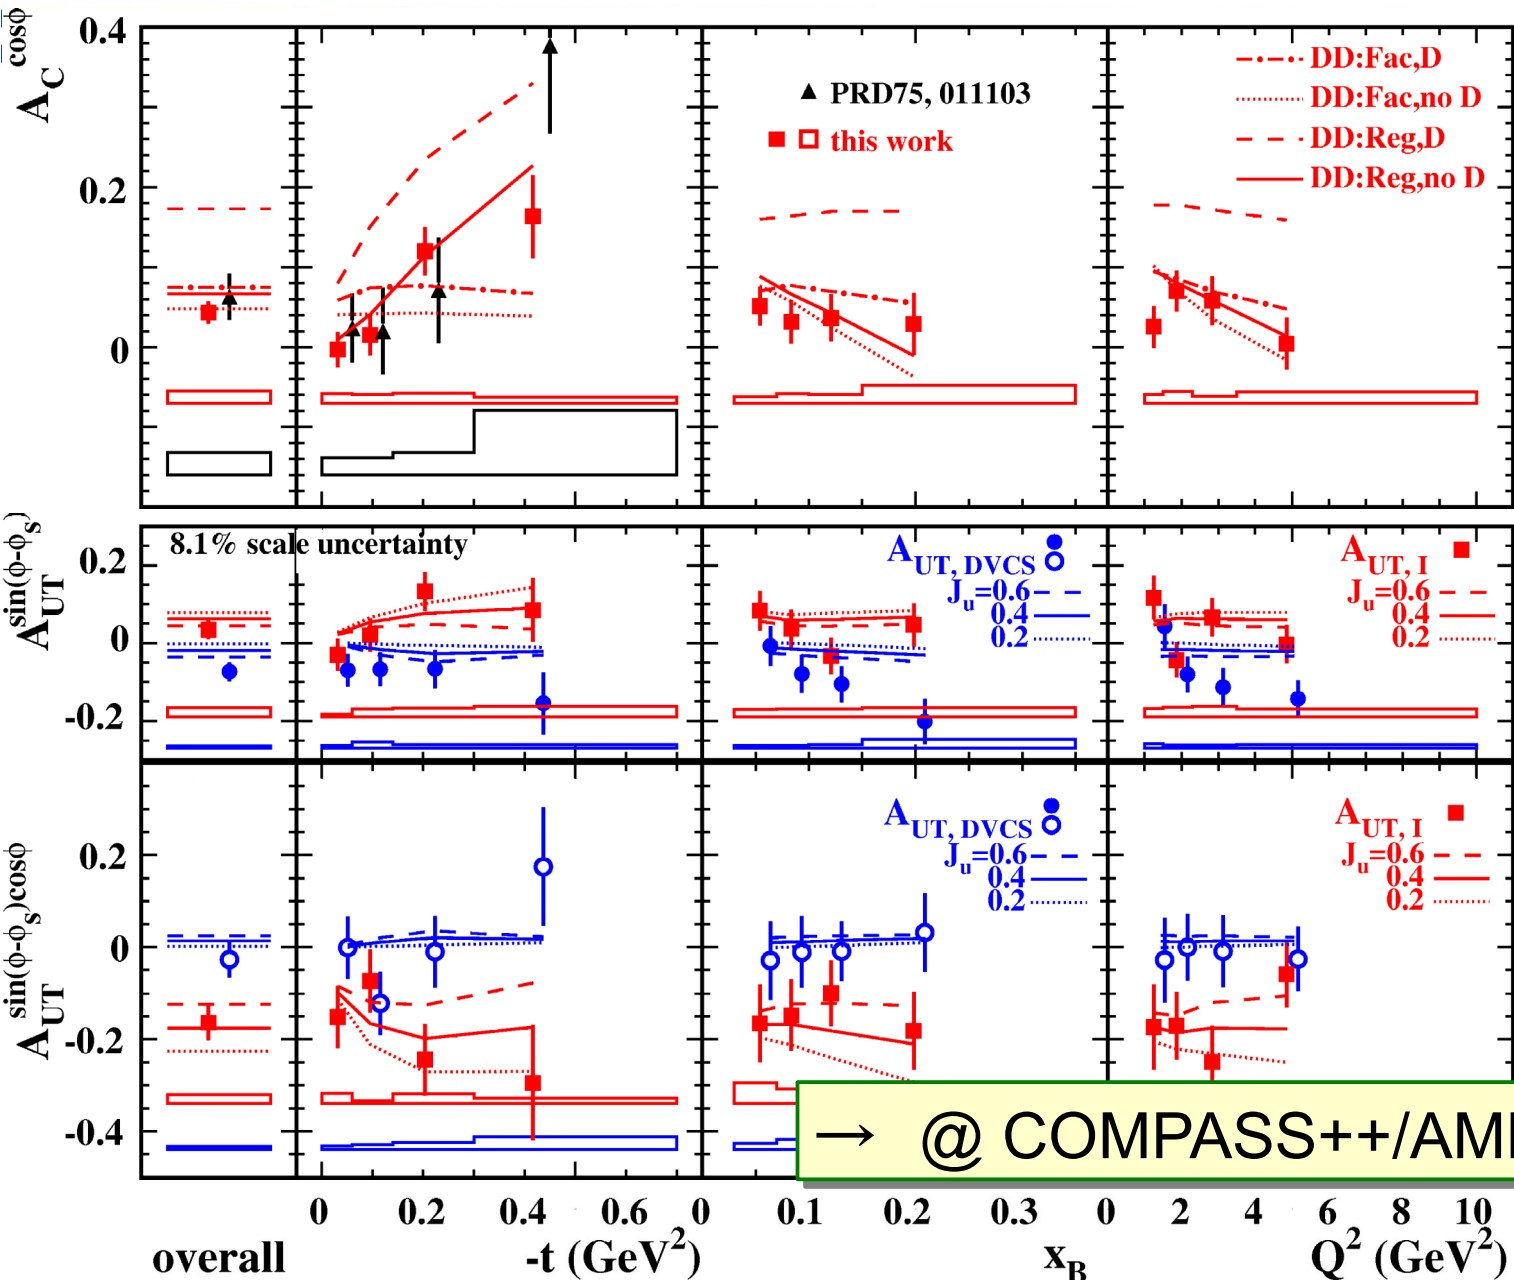 A_C^cosϕ
0.4
0.2
0
▲ PRD75, 011103
■ □ this work
DD:Fac,D
DD:Fac,no D
DD:Reg,D
DD:Reg,no D
A_UT^sin(ϕ-ϕ_S)
0.2
0
-0.2
8.1% scale uncertainty
A_UT, DVCS
J_u=0.6
0.4
0.2
A_UT, I
J_u=0.6
0.4
0.2
A_UT^sin(ϕ-ϕ_S)cosϕ
0.2
0
-0.2
-0.4
A_UT, DVCS
J_u=0.6
0.4
0.2
A_UT, I
J_u=0.6
0.4
0.2
→ @ COMPASS++/AM
0 0.2 0.4 0.6 0 0.1 0.2 0.3 0 2 4 6 8 10
overall -t (GeV²) x_B Q² (GeV²)